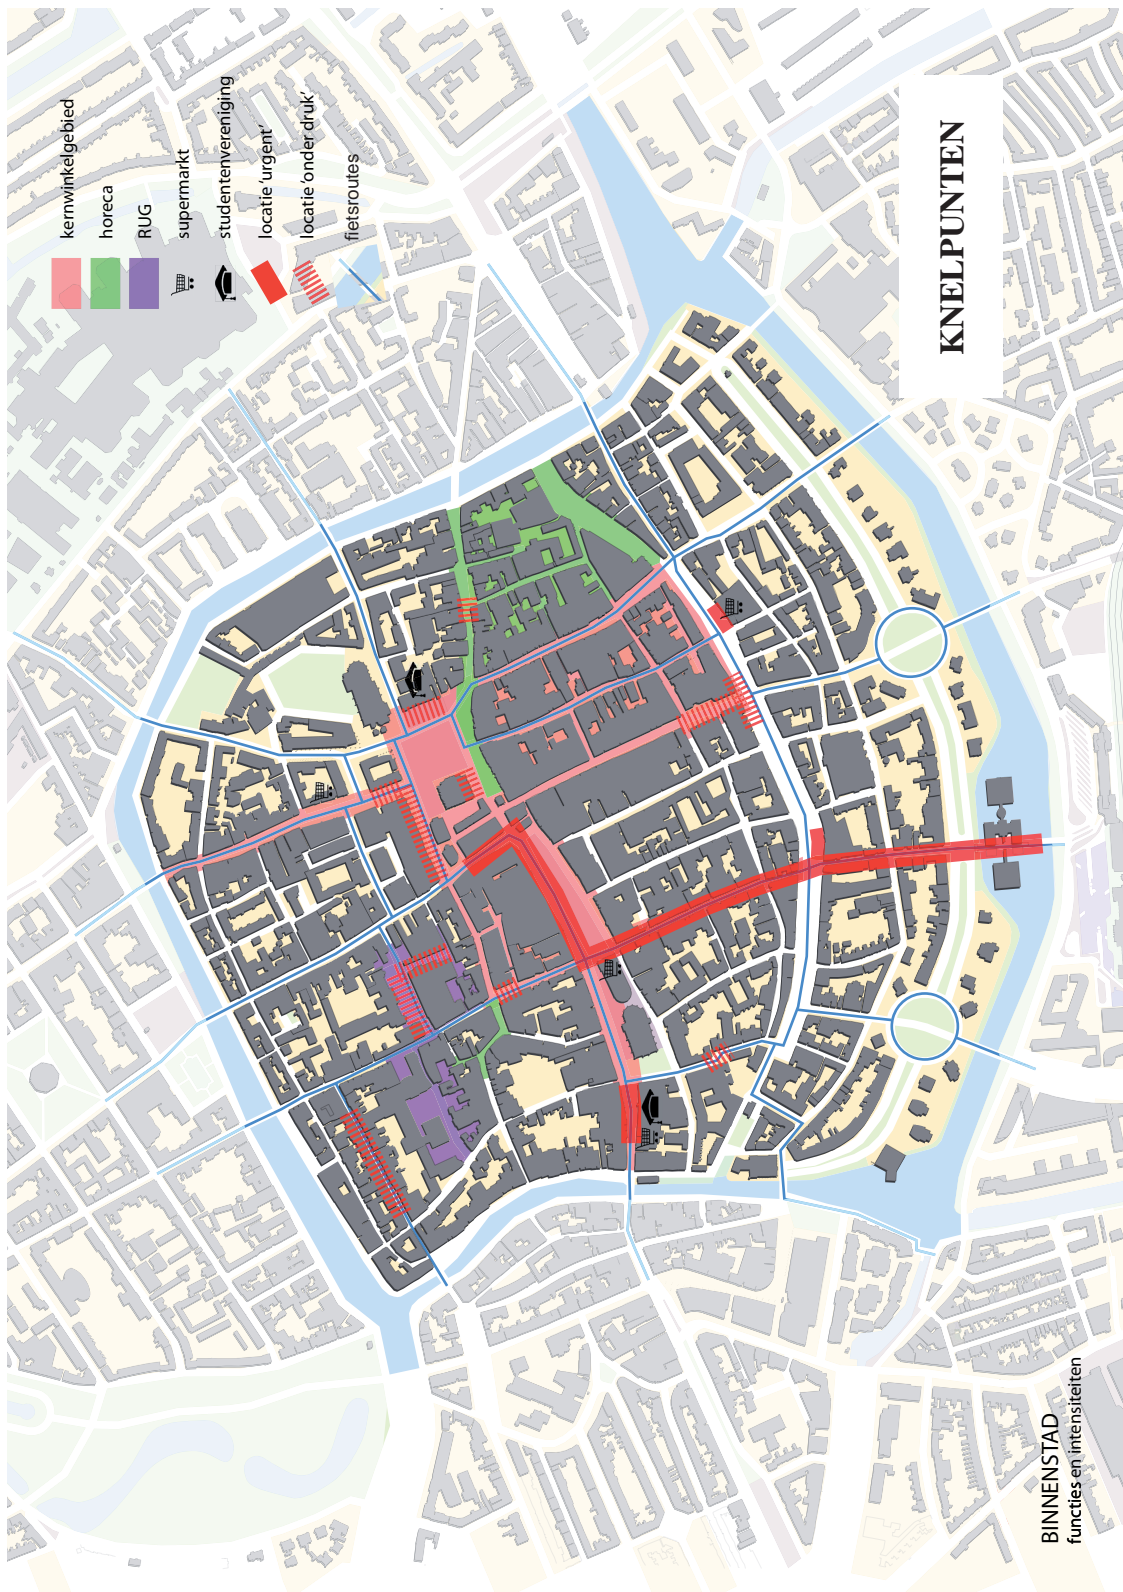 kernwinkelgebied
horeca
RUG
supermarkt
studentenvereniging
locatie 'urgent'
locatie 'onder druk'
fietsroutes
KNELPUNTEN
BINNENSTAD
functies en intensiteiten